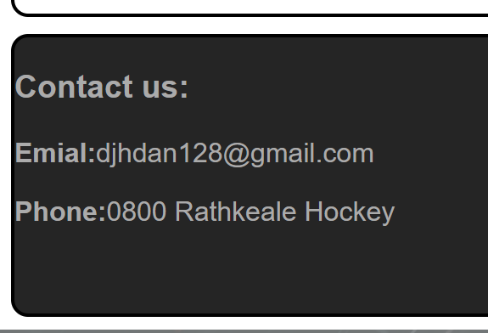 Contact us:
Emial:djhdan128@gmail.com
Phone:0800 Rathkeale Hockey